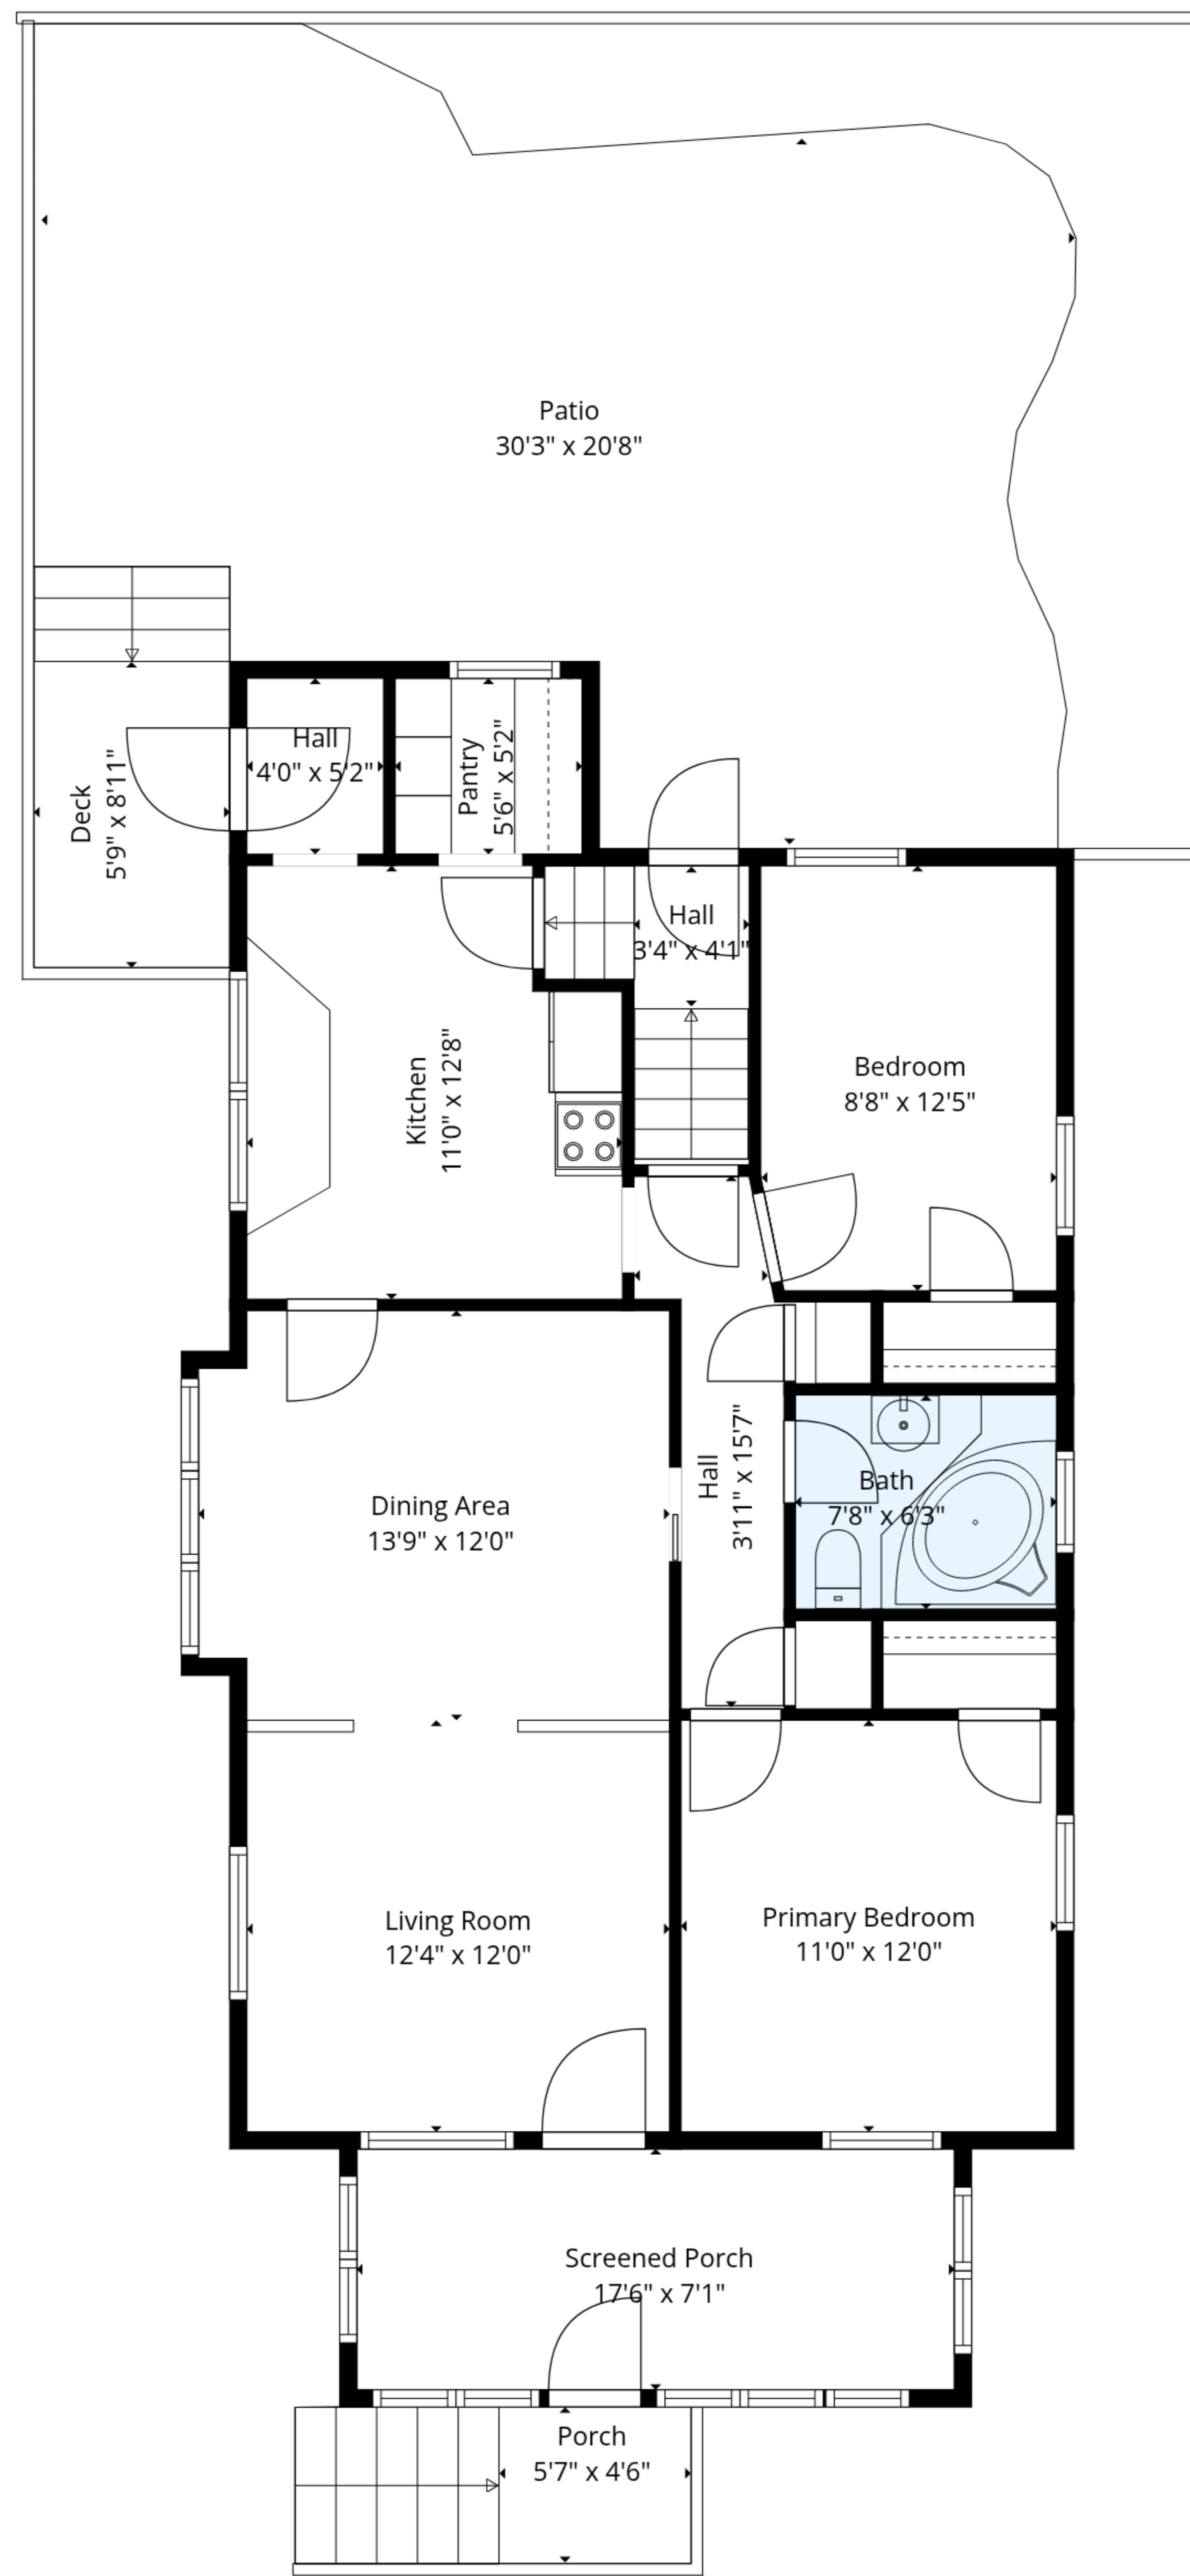 Patio
30'3" x 20'8"
Hall
4'0" x 5'2"
Pantry
5'6" x 5'2"
Deck
5'9" x 8'11"
Hall
3'4" x 4'1"
Kitchen
11'0" x 12'8"
Bedroom
8'8" x 12'5"
Hall
3'11" x 15'7"
Bath
7'8" x 6'3"
Dining Area
13'9" x 12'0"
Living Room
12'4" x 12'0"
Primary Bedroom
11'0" x 12'0"
Screened Porch
17'6" x 7'1"
Porch
5'7" x 4'6"